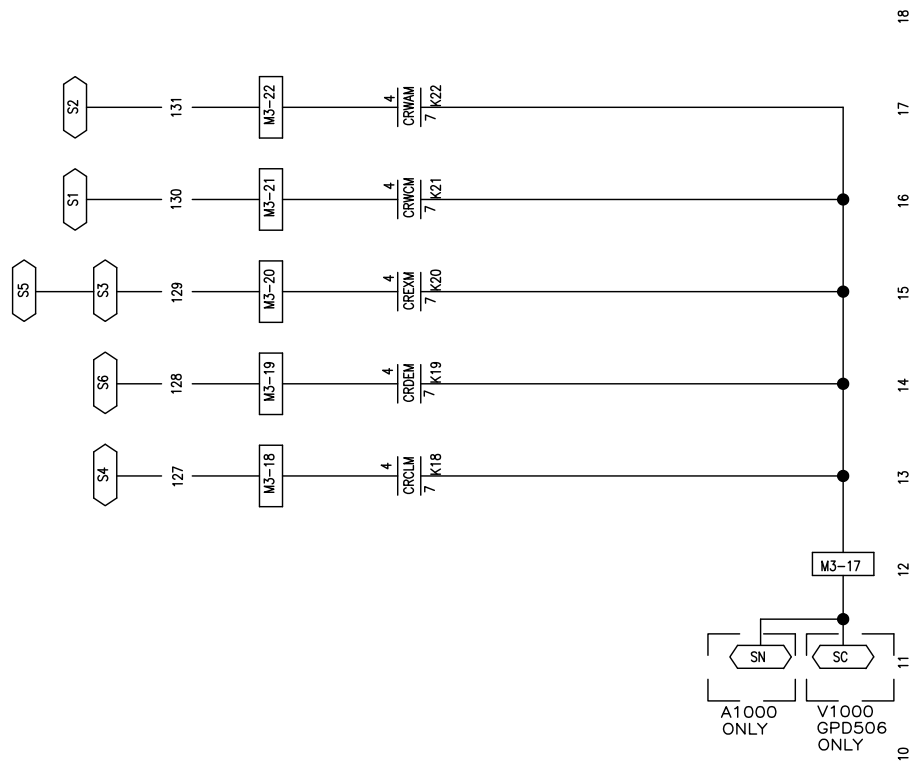 18
S2
131
M3-22
4
CRWAM
7
K22
17
S1
130
M3-21
4
CRWCM
7
K21
16
S5
S3
129
M3-20
4
CREXM
7
K20
15
S6
128
M3-19
4
CRDEM
7
K19
14
S4
127
M3-18
4
CRCLM
7
K18
13
M3-17
12
SN
SC
11
A1000
ONLY
V1000
GPD506
ONLY
10